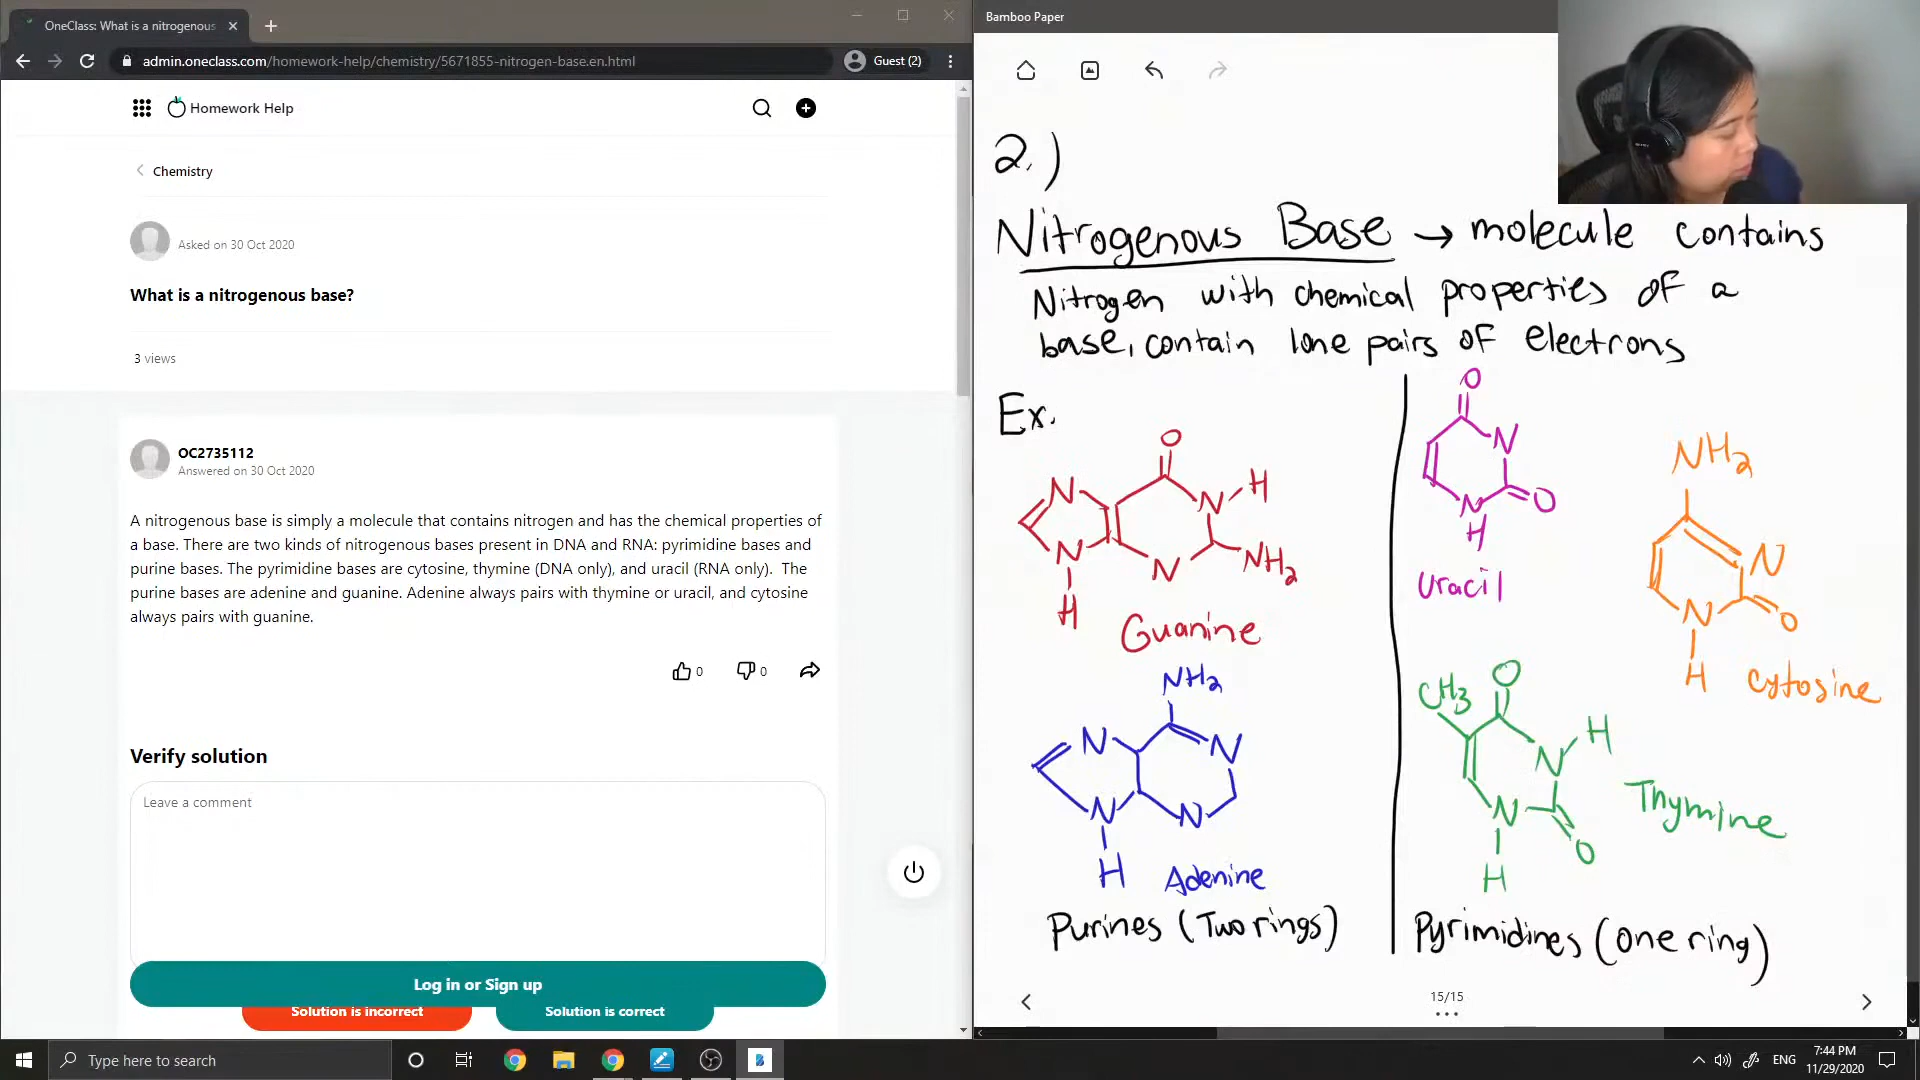 OneClass: What is a nitrogenous
admin.oneclass.com/homework-help/chemistry/5671855-nitrogen-base.en.html
Guest (2)
Homework Help
Chemistry
Asked on 30 Oct 2020
What is a nitrogenous base?
3 views
OC2735112
Answered on 30 Oct 2020
A nitrogenous base is simply a molecule that contains nitrogen and has the chemical properties of
a base. There are two kinds of nitrogenous bases present in DNA and RNA: pyrimidine bases and
purine bases. The pyrimidine bases are cytosine, thymine (DNA only), and uracil (RNA only). The
purine bases are adenine and guanine. Adenine always pairs with thymine or uracil, and cytosine
always pairs with guanine.
0
0
Verify solution
Leave a comment
Log in or Sign up
Solution is incorrect
Solution is correct
Bamboo Paper
2.)
Nitrogenous Base → molecule contains
Nitrogen with chemical properties of a
base, contain lone pairs of electrons
Ex.
O
N
N
H
N
N
NH2
H
Guanine
NH2
N
N
N
N
H
Adenine
Purines (Two rings)
O
N
N
O
H
Uracil
NH2
N
N
O
H
Cytosine
CH3
O
H
N
N
O
H
Thymine
Pyrimidines (one ring)
15/15
Type here to search
ENG
7:44 PM
11/29/2020